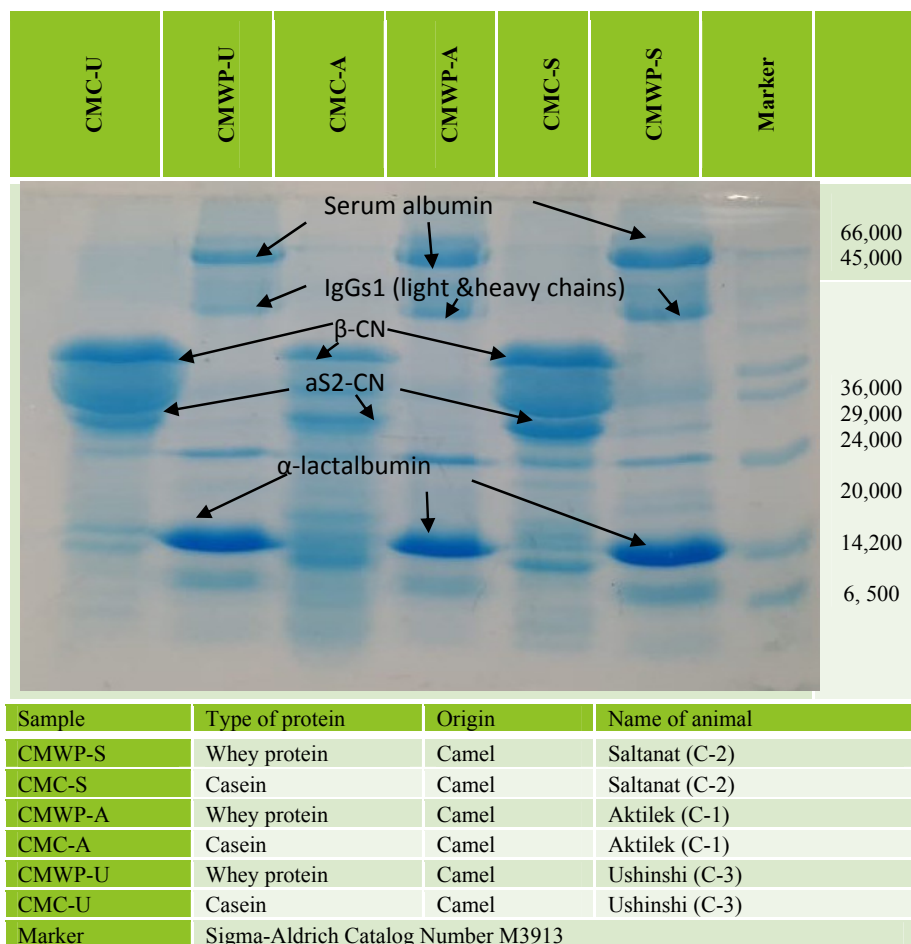 CMC-U
CMWP-U
CMC-A
CMWP-A
CMC-S
CMWP-S
Marker
Serum albumin
66,000
45,000
IgGs1 (light &heavy chains)
β-CN
aS2-CN
36,000
29,000
24,000
α-lactalbumin
20,000
14,200
6, 500
Sample Type of protein Origin Name of animal
CMWP-S Whey protein Camel Saltanat (C-2)
CMC-S Casein Camel Saltanat (C-2)
CMWP-A Whey protein Camel Aktilek (C-1)
CMC-A Casein Camel Aktilek (C-1)
CMWP-U Whey protein Camel Ushinshi (C-3)
CMC-U Casein Camel Ushinshi (C-3)
Marker Sigma-Aldrich Catalog Number M3913